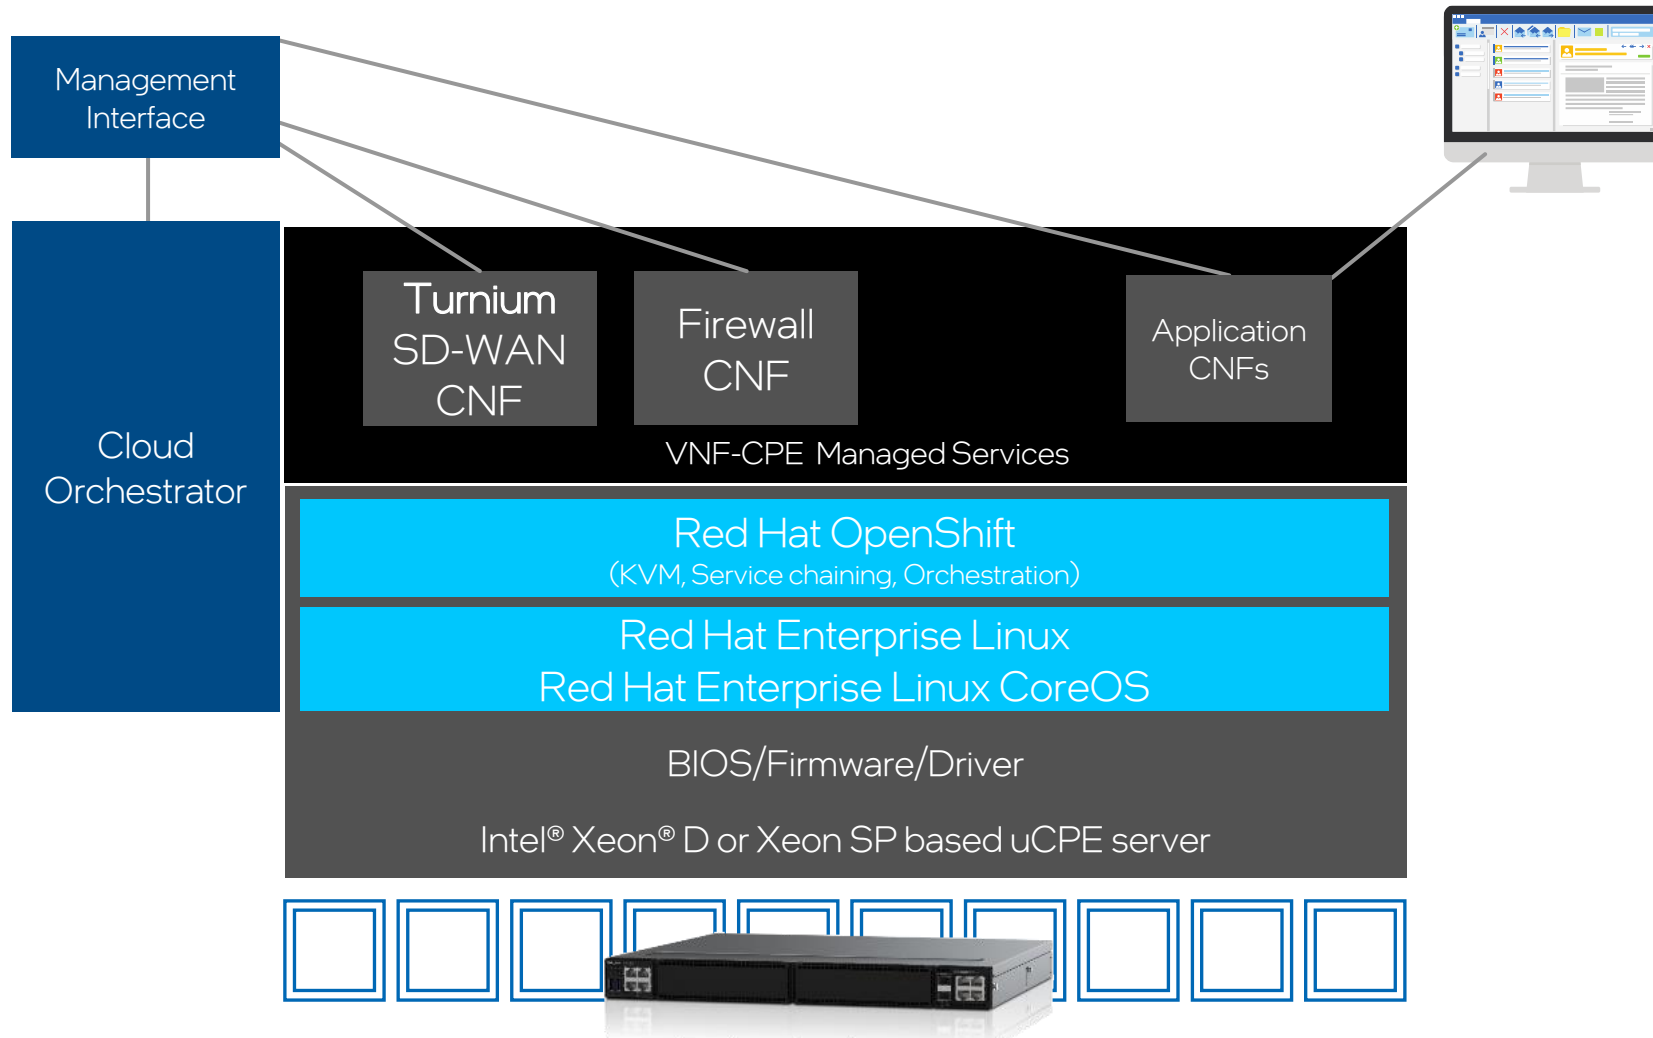 Management
Interface
Cloud
Orchestrator
Turnium
SD-WAN
CNF
Firewall
CNF
Application
CNFs
VNF-CPE Managed Services
Red Hat OpenShift
(KVM, Service chaining, Orchestration)
Red Hat Enterprise Linux
Red Hat Enterprise Linux CoreOS
BIOS/Firmware/Driver
Intel® Xeon® D or Xeon SP based uCPE server